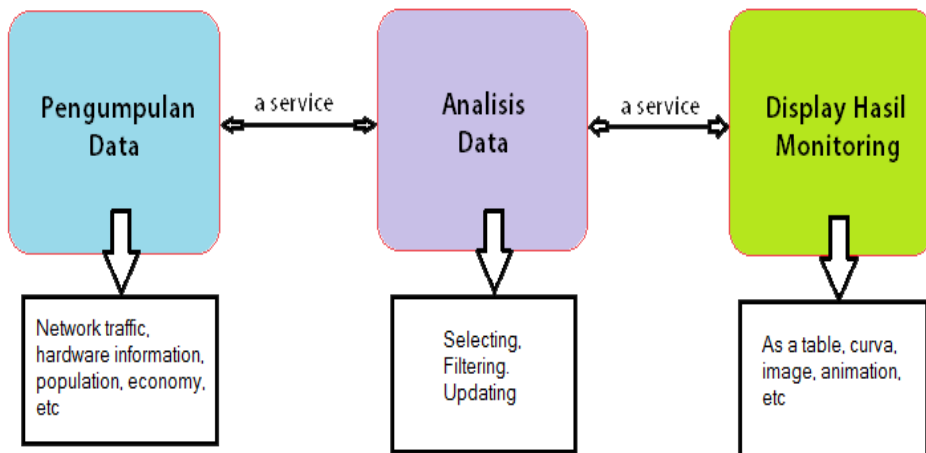 Pengumpulan
Data
a service
Analisis
Data
a service
Display Hasil
Monitoring
Network traffic,
hardware information,
population, economy,
etc
Selecting,
Filtering.
Updating
As a table, curva,
image, animation,
etc